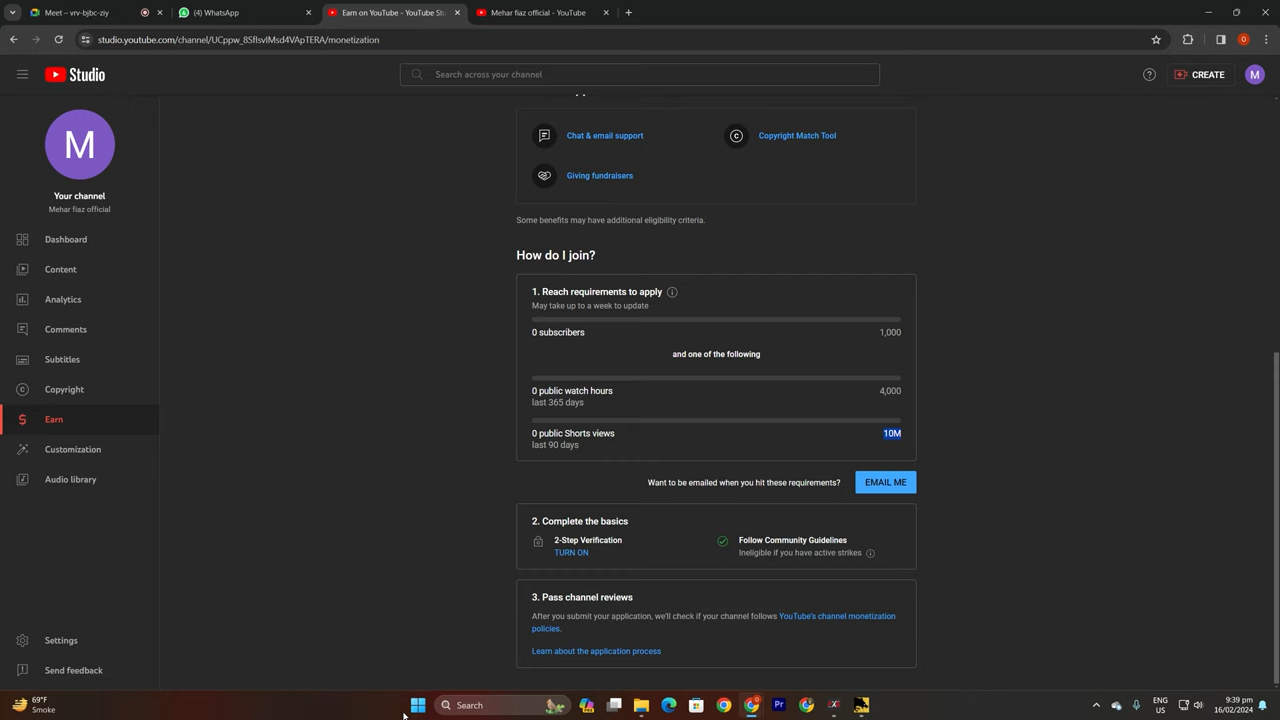 Meet – vrv-bjbc-ziy
(4) WhatsApp
Earn on YouTube - YouTube Stu
Mehar fiaz official - YouTube
studio.youtube.com/channel/UCppw_8SfIsvIMsd4VApTERA/monetization
Studio
Search across your channel
CREATE
M
M
Your channel
Mehar fiaz official
Dashboard
Content
Analytics
Comments
Subtitles
Copyright
Earn
Customization
Audio library
Settings
Send feedback
Chat & email support
Copyright Match Tool
Giving fundraisers
Some benefits may have additional eligibility criteria.
How do I join?
1. Reach requirements to apply
May take up to a week to update
0 subscribers 1,000
and one of the following
0 public watch hours 4,000
last 365 days
0 public Shorts views 10M
last 90 days
Want to be emailed when you hit these requirements? EMAIL ME
2. Complete the basics
2-Step Verification
TURN ON
Follow Community Guidelines
Ineligible if you have active strikes
3. Pass channel reviews
After you submit your application, we'll check if your channel follows YouTube's channel monetization
policies.
Learn about the application process
69°F
Smoke
Search
ENG
US
9:39 pm
16/02/2024